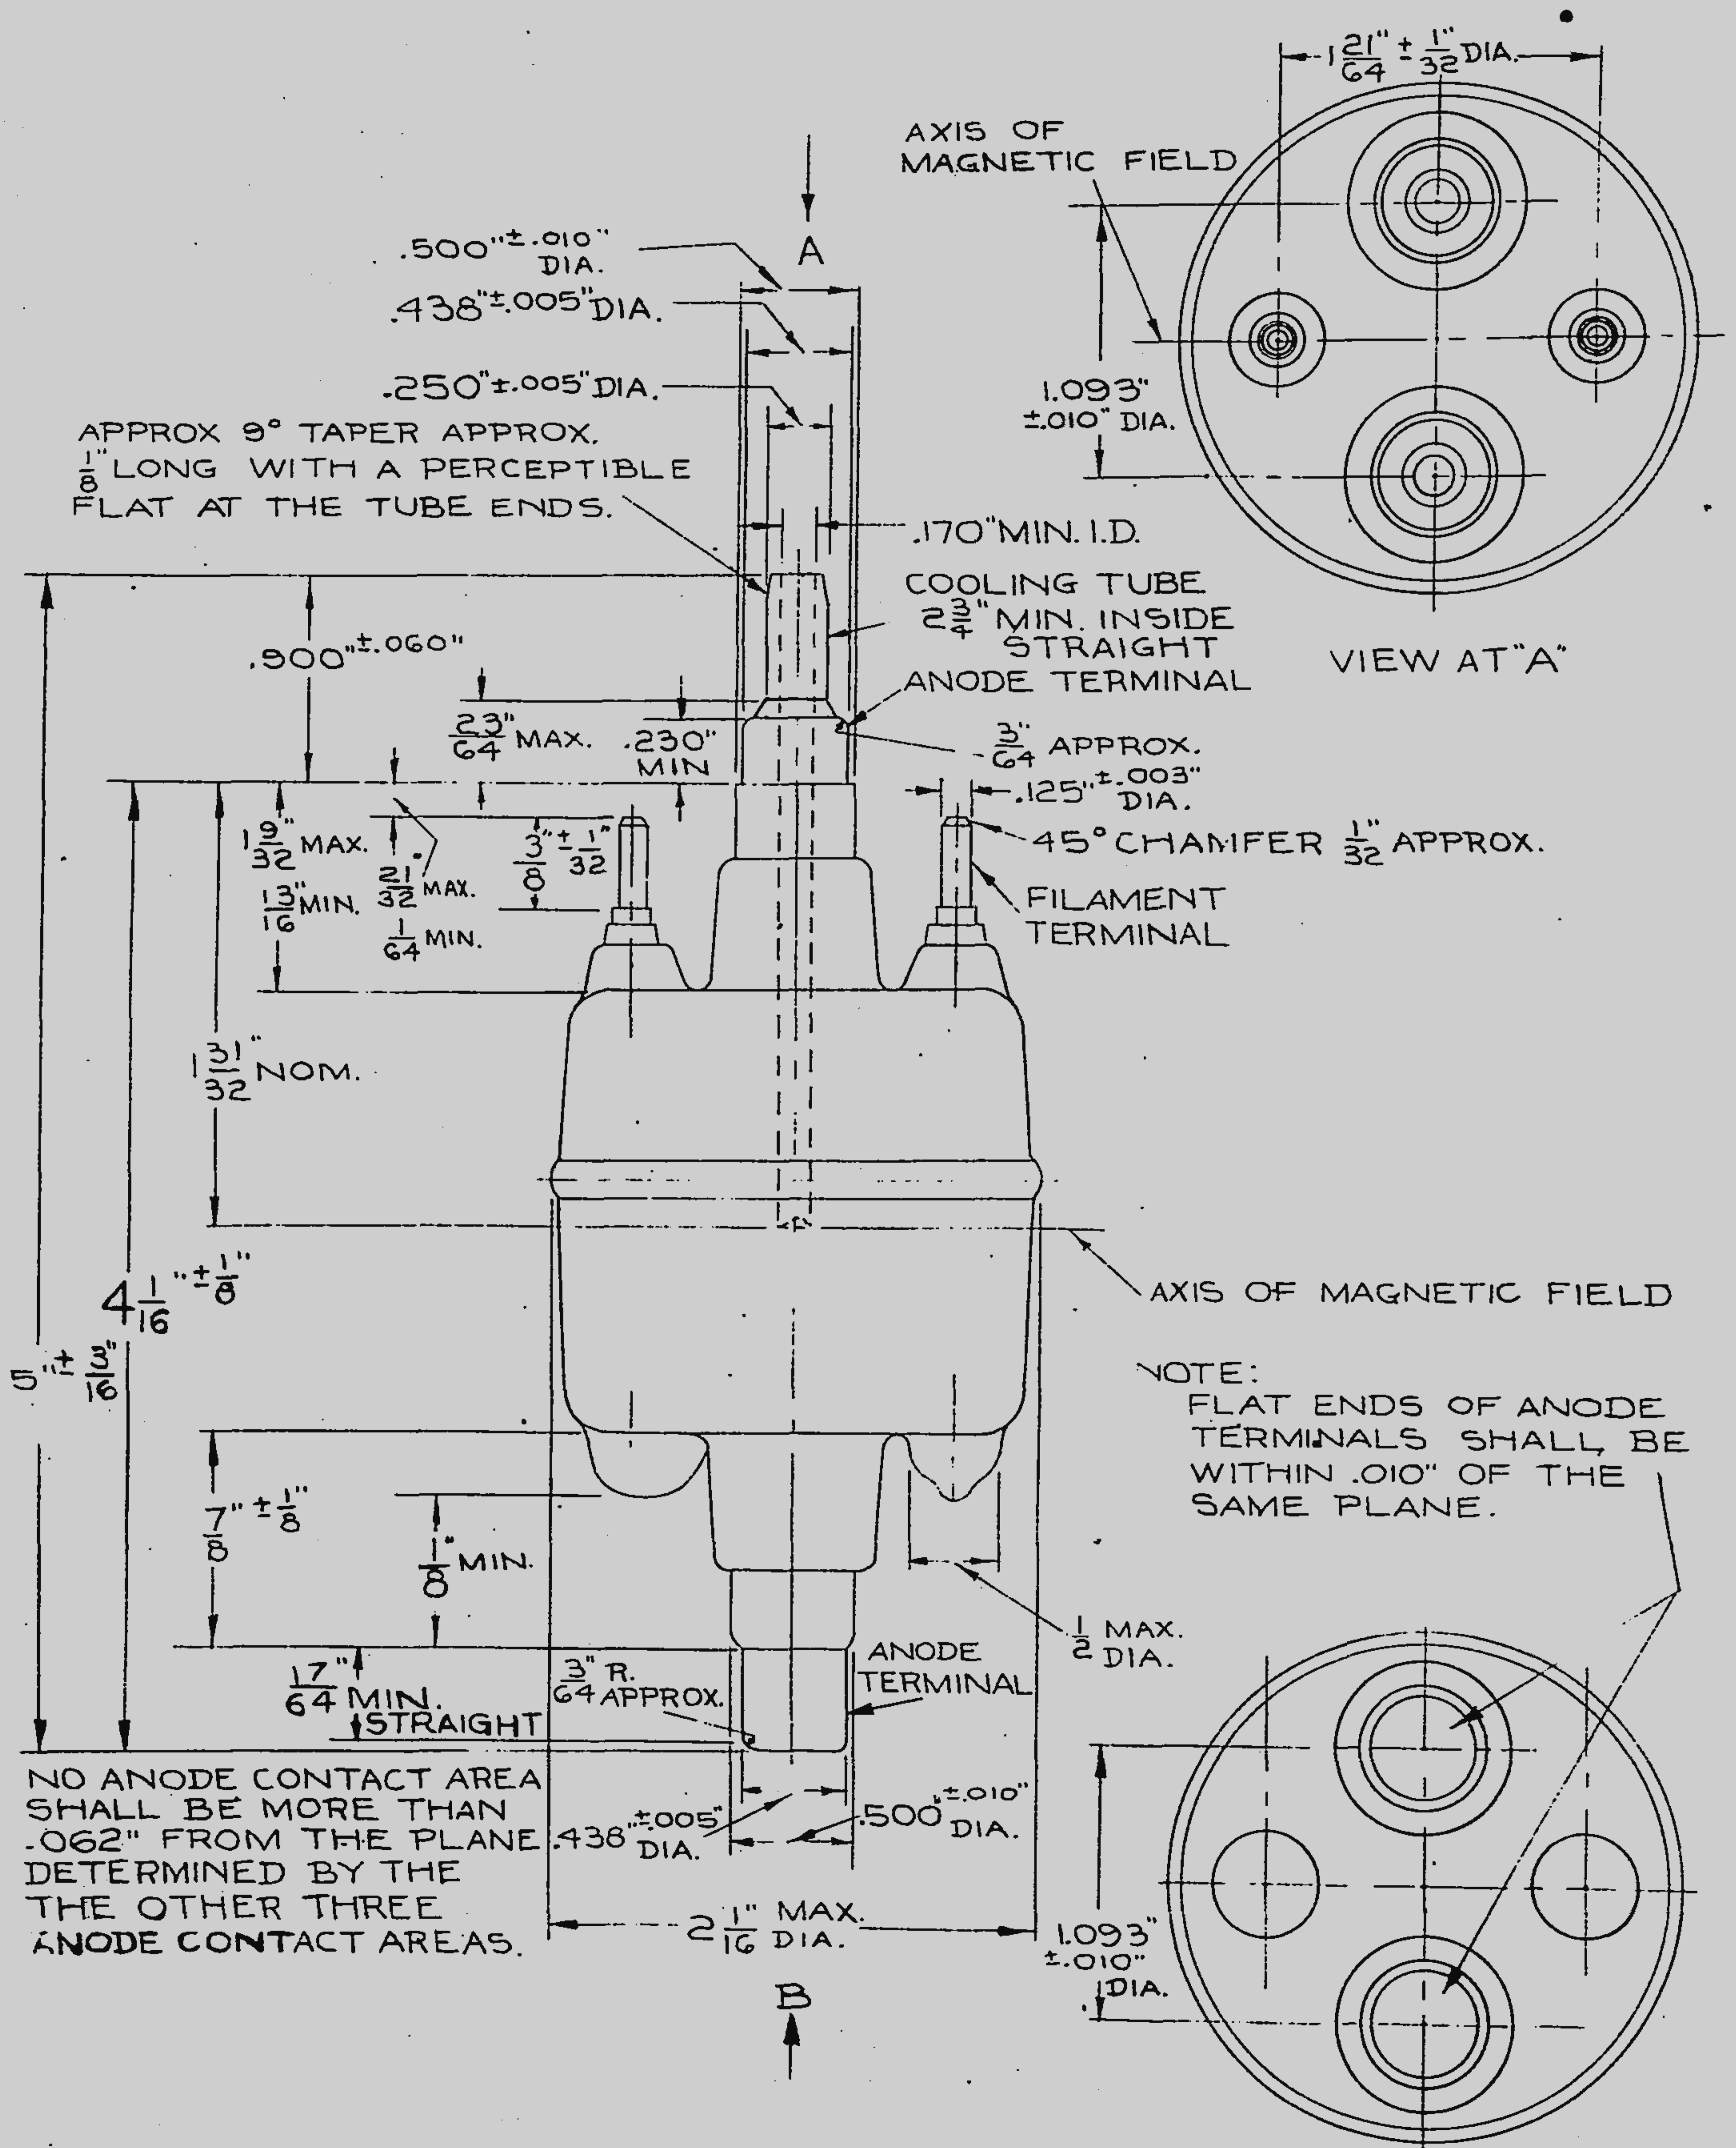 1 21/64" ± 1/32" DIA.
AXIS OF
MAGNETIC FIELD
A
.500" ±.010"
DIA.
.438" ±.005" DIA.
.250" ±.005" DIA.
1.093"
±.010" DIA.
APPROX 9° TAPER APPROX.
1/8" LONG WITH A PERCEPTIBLE
FLAT AT THE TUBE ENDS.
.170" MIN. I.D.
COOLING TUBE
2 3/4" MIN. INSIDE
STRAIGHT
ANODE TERMINAL
VIEW AT "A"
.900" ±.060"
23/64" MAX.
.230"
MIN
3/64" APPROX.
.125" ±.003"
DIA.
45° CHAMFER 1/32" APPROX.
1 9/32" MAX.
1 3/16" MIN.
21/32" MAX.
1/64 MIN.
3/8" ± 1/32"
FILAMENT
TERMINAL
1 31/32" NOM.
4 1/16" ± 1/8"
5" ± 3/16"
AXIS OF MAGNETIC FIELD
NOTE:
FLAT ENDS OF ANODE
TERMINALS SHALL BE
WITHIN .010" OF THE
SAME PLANE.
7/8" ± 1/8"
1/8" MIN.
1/2 MAX.
DIA.
17/64" MIN.
STRAIGHT
3/64" R.
APPROX.
ANODE
TERMINAL
NO ANODE CONTACT AREA
SHALL BE MORE THAN
.062" FROM THE PLANE
DETERMINED BY THE
THE OTHER THREE
ANODE CONTACT AREAS.
.438" ±.005"
DIA.
.500" ±.010"
DIA.
2 1/16" MAX.
DIA.
1.093"
±.010"
DIA.
B